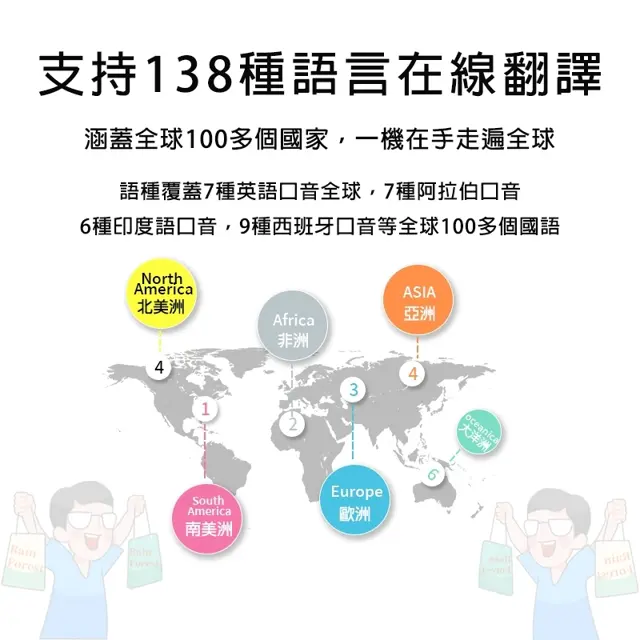 支持138種語言在線翻譯
涵蓋全球100多個國家，一機在手走遍全球
語種覆蓋7種英語口音全球，7種阿拉伯口音
6種印度語口音，9種西班牙口音等全球100多個國語
North
America
北美洲
Africa
非洲
ASIA
亞洲
4
4
3
1
2
oceanica
大洋洲
6
South
America
南美洲
Europe
歐洲
Rain
Forest
Rain
Forest